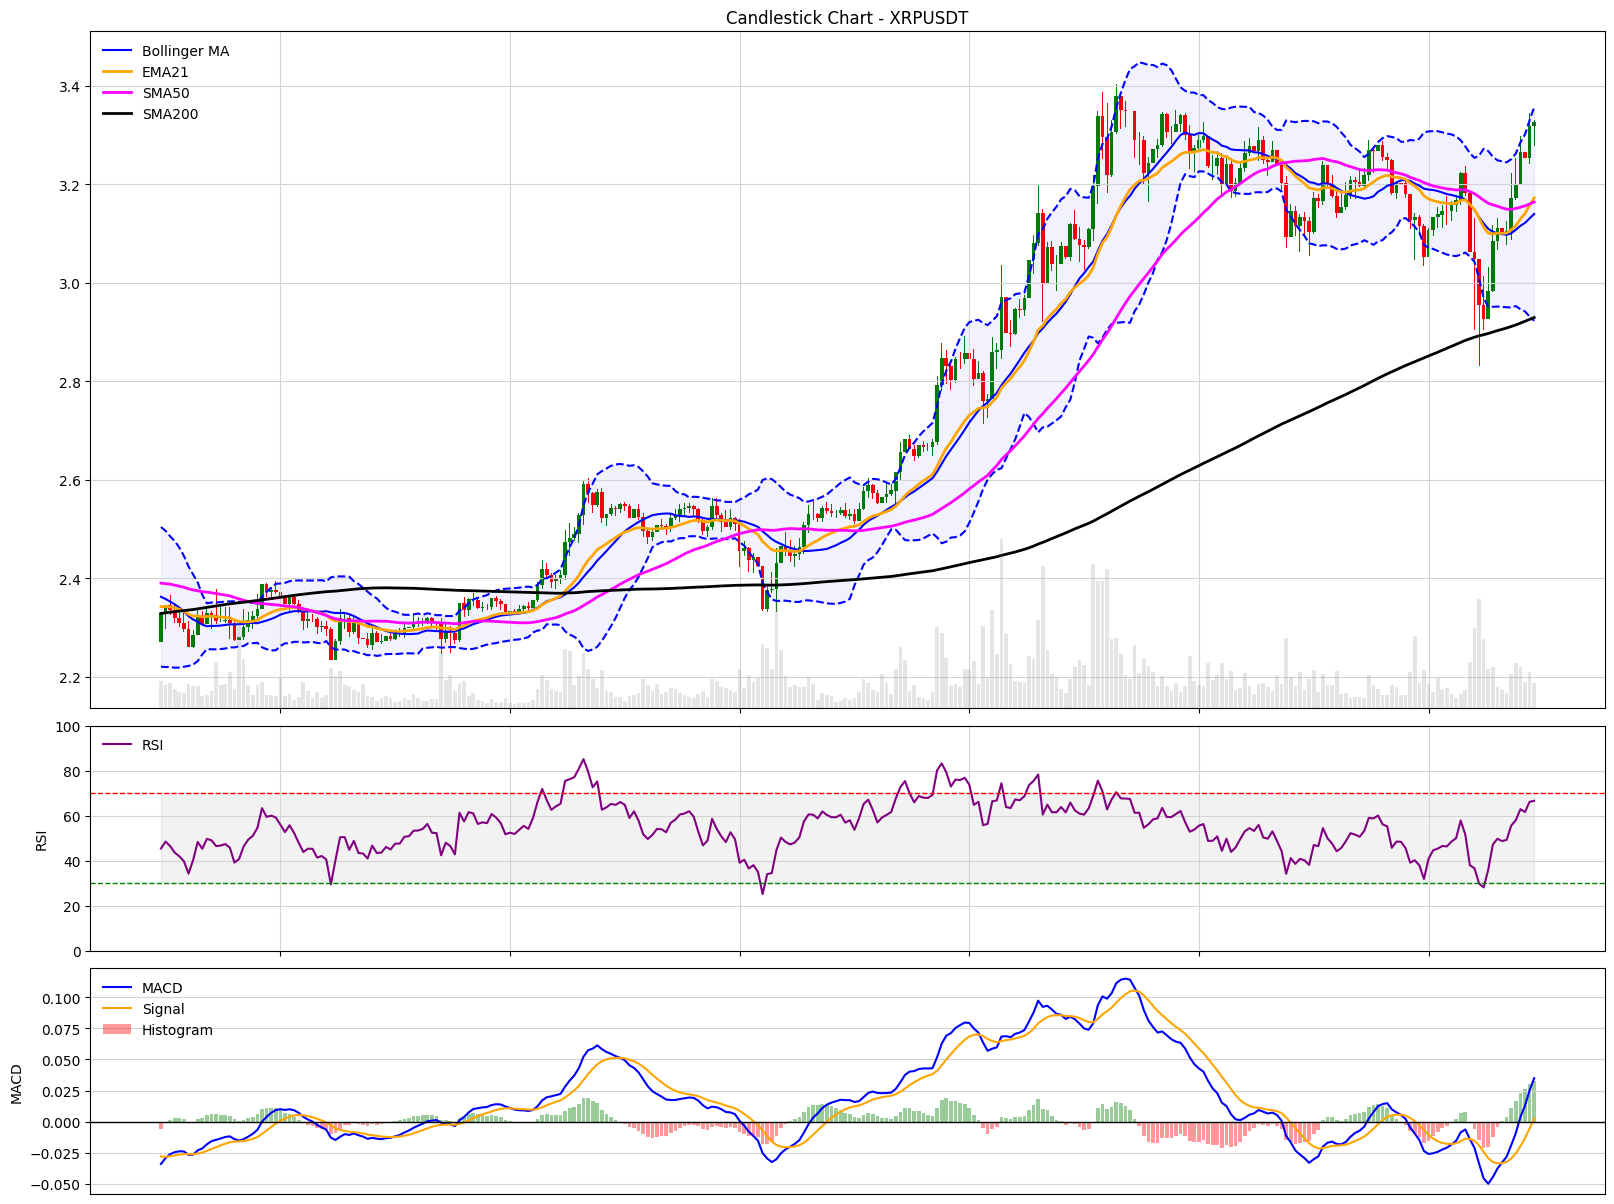 Candlestick Chart - XRPUSDT
Bollinger MA
EMA21
SMA50
SMA200
3.4
3.2
3.0
2.8
2.6
2.4
2.2
RSI
RSI
100
80
60
40
20
0
MACD
Signal
Histogram
MACD
0.100
0.075
0.050
0.025
0.000
−0.025
−0.050